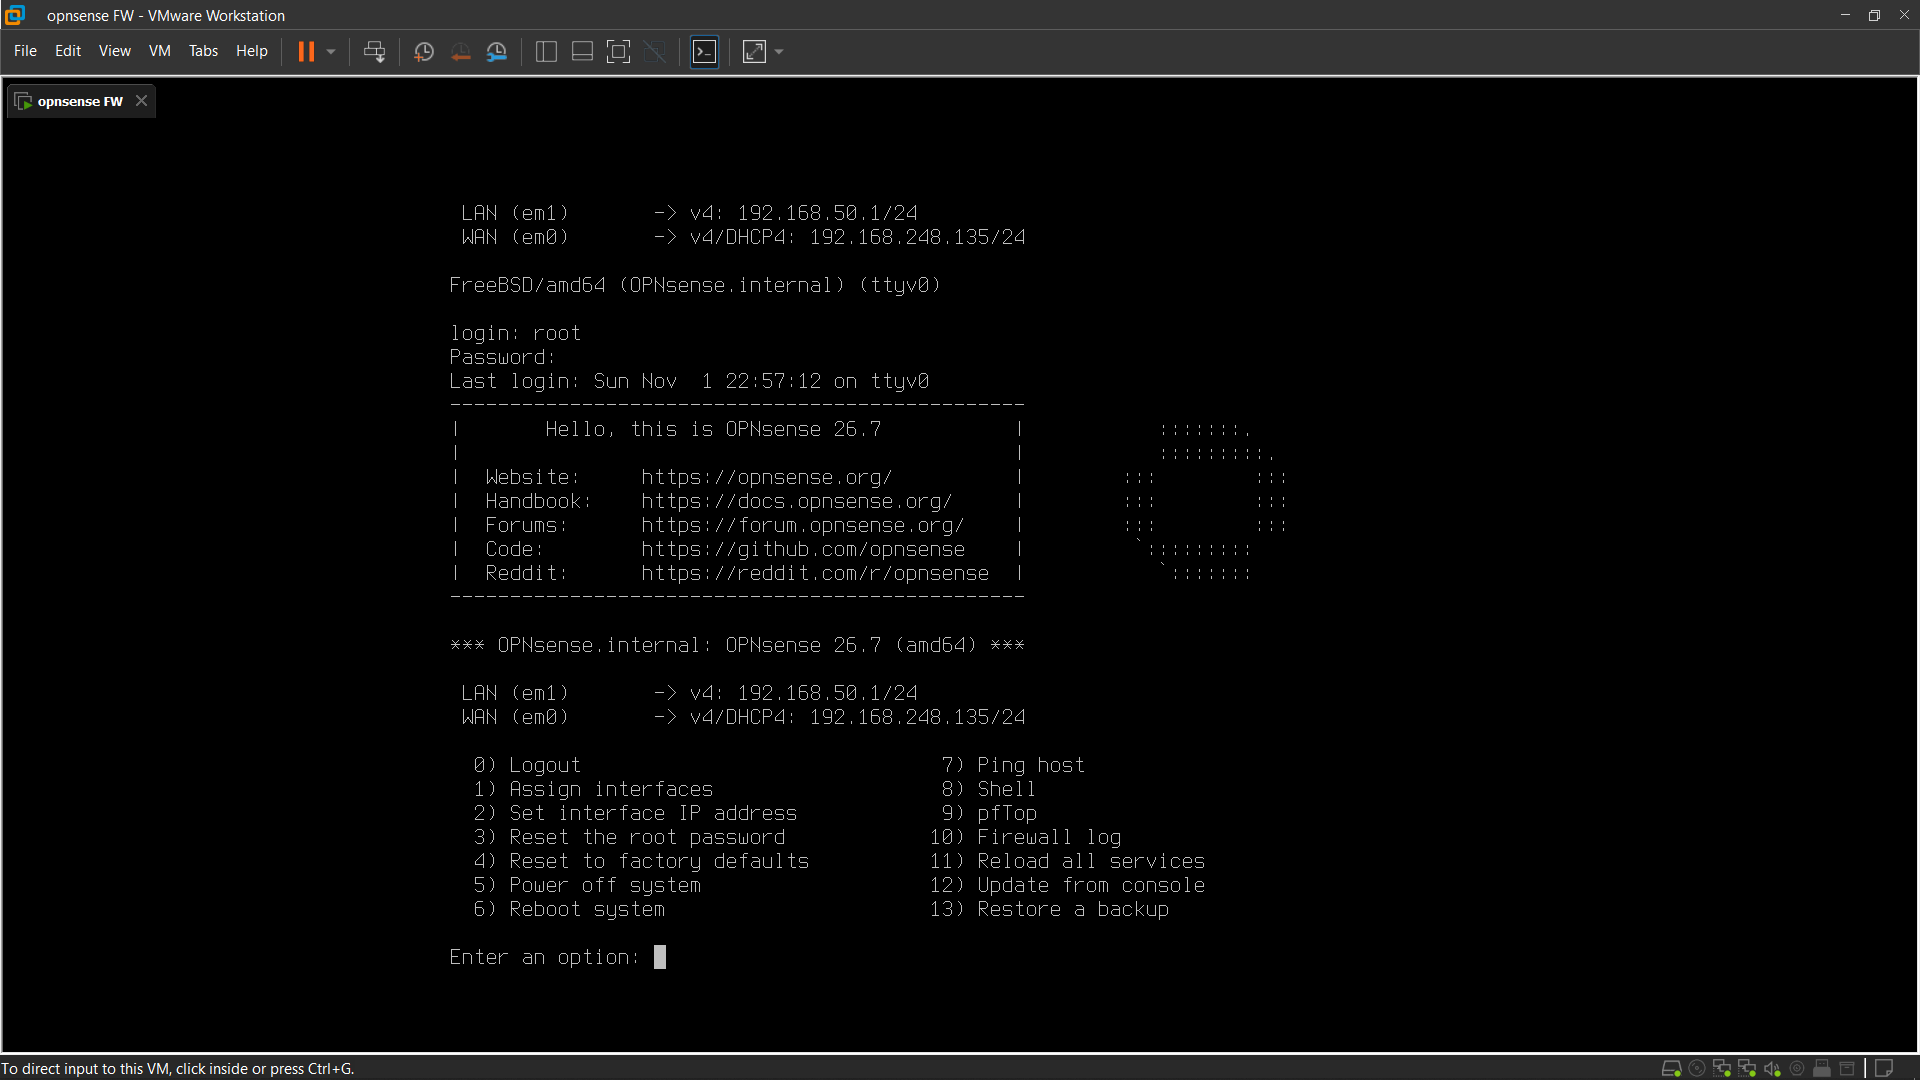 opnsense FW - VMware Workstation
File Edit View VM Tabs Help
opnsense FW
LAN (em1) -> v4: 192.168.50.1/24
WAN (em0) -> v4/DHCP4: 192.168.248.135/24
FreeBSD/amd64 (OPNsense.internal) (ttyv0)
login: root
Password:
Last login: Sun Nov  1 22:57:12 on ttyv0
------------------------------------------------
|       Hello, this is OPNsense 26.7           |          :::::::.
|                                              |          :::::::::.
|  Website:     https://opnsense.org/          |       :::        :::
|  Handbook:    https://docs.opnsense.org/     |       :::        :::
|  Forums:      https://forum.opnsense.org/    |       :::        :::
|  Code:        https://github.com/opnsense    |        `:::::::::
|  Reddit:      https://reddit.com/r/opnsense  |          `:::::::
------------------------------------------------
*** OPNsense.internal: OPNsense 26.7 (amd64) ***
LAN (em1) -> v4: 192.168.50.1/24
WAN (em0) -> v4/DHCP4: 192.168.248.135/24
0) Logout 7) Ping host
1) Assign interfaces 8) Shell
2) Set interface IP address 9) pfTop
3) Reset the root password 10) Firewall log
4) Reset to factory defaults 11) Reload all services
5) Power off system 12) Update from console
6) Reboot system 13) Restore a backup
Enter an option:
To direct input to this VM, click inside or press Ctrl+G.